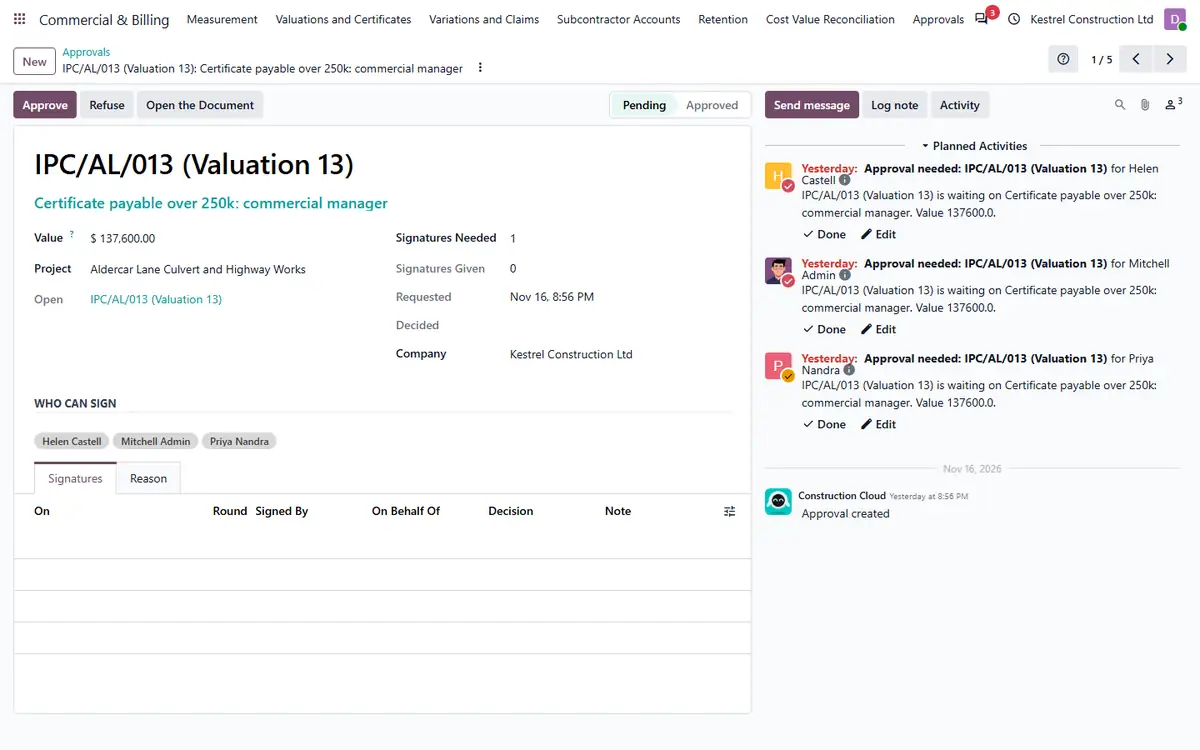 Commercial & Billing Measurement Valuations and Certificates Variations and Claims Subcontractor Accounts Retention Cost Value Reconciliation Approvals 3 Kestrel Construction Ltd D
New
Approvals
IPC/AL/013 (Valuation 13): Certificate payable over 250k: commercial manager
1 / 5
Approve Refuse Open the Document
Pending Approved
IPC/AL/013 (Valuation 13)
Certificate payable over 250k: commercial manager
Value ? $ 137,600.00
Project Aldercar Lane Culvert and Highway Works
Open IPC/AL/013 (Valuation 13)
Signatures Needed 1
Signatures Given 0
Requested Nov 16, 8:56 PM
Decided
Company Kestrel Construction Ltd
WHO CAN SIGN
Helen Castell Mitchell Admin Priya Nandra
Signatures Reason
On Round Signed By On Behalf Of Decision Note
Send message Log note Activity 3
Planned Activities
H
Yesterday: Approval needed: IPC/AL/013 (Valuation 13) for Helen
Castell
IPC/AL/013 (Valuation 13) is waiting on Certificate payable over 250k:
commercial manager. Value 137600.0.
Done Edit
Yesterday: Approval needed: IPC/AL/013 (Valuation 13) for Mitchell
Admin
IPC/AL/013 (Valuation 13) is waiting on Certificate payable over 250k:
commercial manager. Value 137600.0.
Done Edit
P
Yesterday: Approval needed: IPC/AL/013 (Valuation 13) for Priya
Nandra
IPC/AL/013 (Valuation 13) is waiting on Certificate payable over 250k:
commercial manager. Value 137600.0.
Done Edit
Nov 16, 2026
Construction Cloud Yesterday at 8:56 PM
Approval created